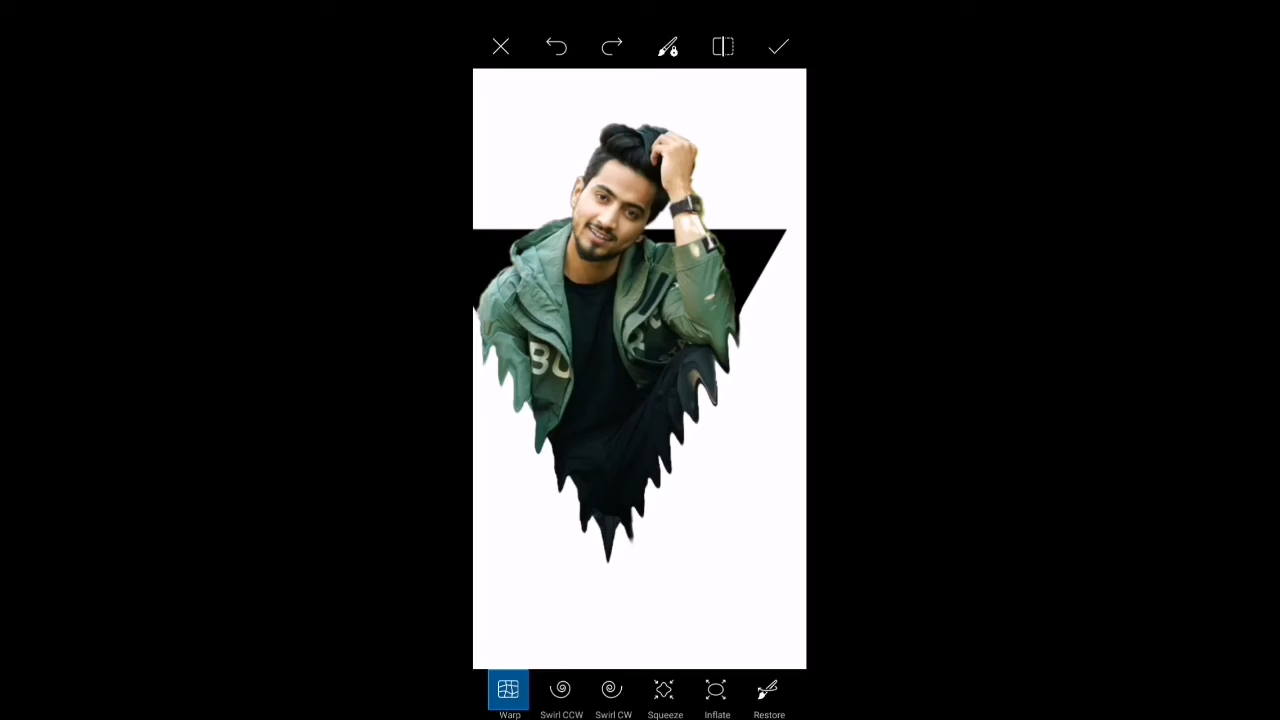 BU
Warp
Swirl CCW
Swirl CW
Squeeze
Inflate
Restore